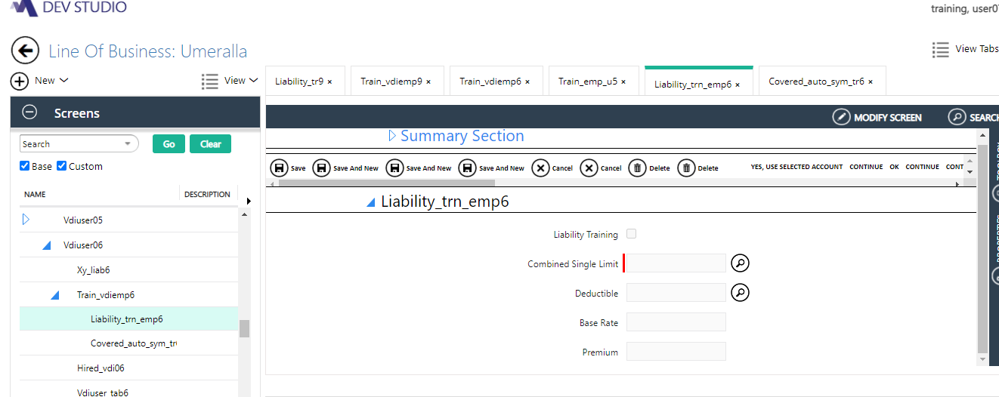 DEV STUDIO
training, user0
Line Of Business: Umeralla
View Tabs
New
View
Liability_tr9 ×
Train_vdiemp9 ×
Train_vdiemp6 ×
Train_emp_u5 ×
Liability_trn_emp6 ×
Covered_auto_sym_tr6 ×
Screens
MODIFY SCREEN
SEARCH
Search
Go
Clear
Base
Custom
NAME
DESCRIPTION
Vdiuser05
Vdiuser06
Xy_liab6
Train_vdiemp6
Liability_trn_emp6
Covered_auto_sym_tr
Hired_vdi06
Vdiuser_tab6
Summary Section
Save
Save And New
Save And New
Save And New
Cancel
Cancel
Delete
Delete
YES, USE SELECTED ACCOUNT
CONTINUE
OK
CONTINUE
CONT
Liability_trn_emp6
Liability Training
Combined Single Limit
Deductible
Base Rate
Premium
TOOLBOX
PROPERTIES